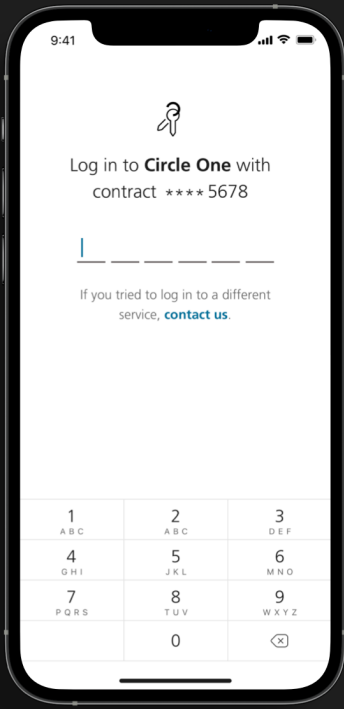 9:41
Log in to Circle One with
contract ****5678
If you tried to log in to a different
service, contact us.
1 2 3
ABC ABC DEF
4 5 6
GHI JKL MNO
7 8 9
PQRS TUV WXYZ
0